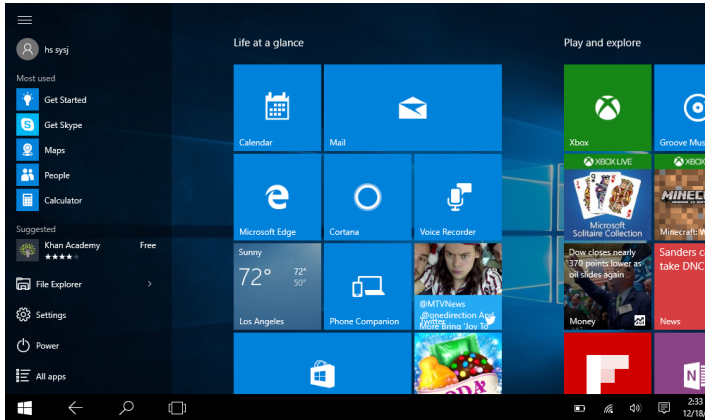 hs sysj
Most used
Get Started
Get Skype
Maps
People
Calculator
Suggested
Khan Academy
Free
File Explorer
Settings
Power
All apps
Life at a glance
Calendar
Mail
Microsoft Edge
Cortana
Voice Recorder
Sunny
72°
72°
50°
Los Angeles
Phone Companion
@MTVNews
@onedirection And
Twitter
More Bring 'Joy To
Play and explore
Xbox
Groove Mus
XBOX LIVE
Microsoft
Solitaire Collection
XBOX
MINEC
Minecraft: W
Dow closes nearly
370 points lower as
oil slides again
Money
Sanders c
take DNC
News
N
2:33
12/18/